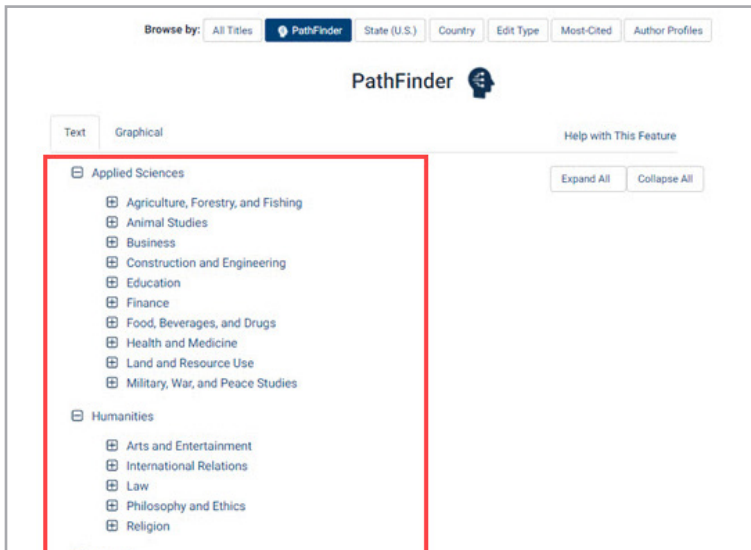 Browse by: All Titles PathFinder State (U.S.) Country Edit Type Most-Cited Author Profiles
PathFinder
Text Graphical Help with This Feature
Applied Sciences Expand All Collapse All
Agriculture, Forestry, and Fishing
Animal Studies
Business
Construction and Engineering
Education
Finance
Food, Beverages, and Drugs
Health and Medicine
Land and Resource Use
Military, War, and Peace Studies
Humanities
Arts and Entertainment
International Relations
Law
Philosophy and Ethics
Religion